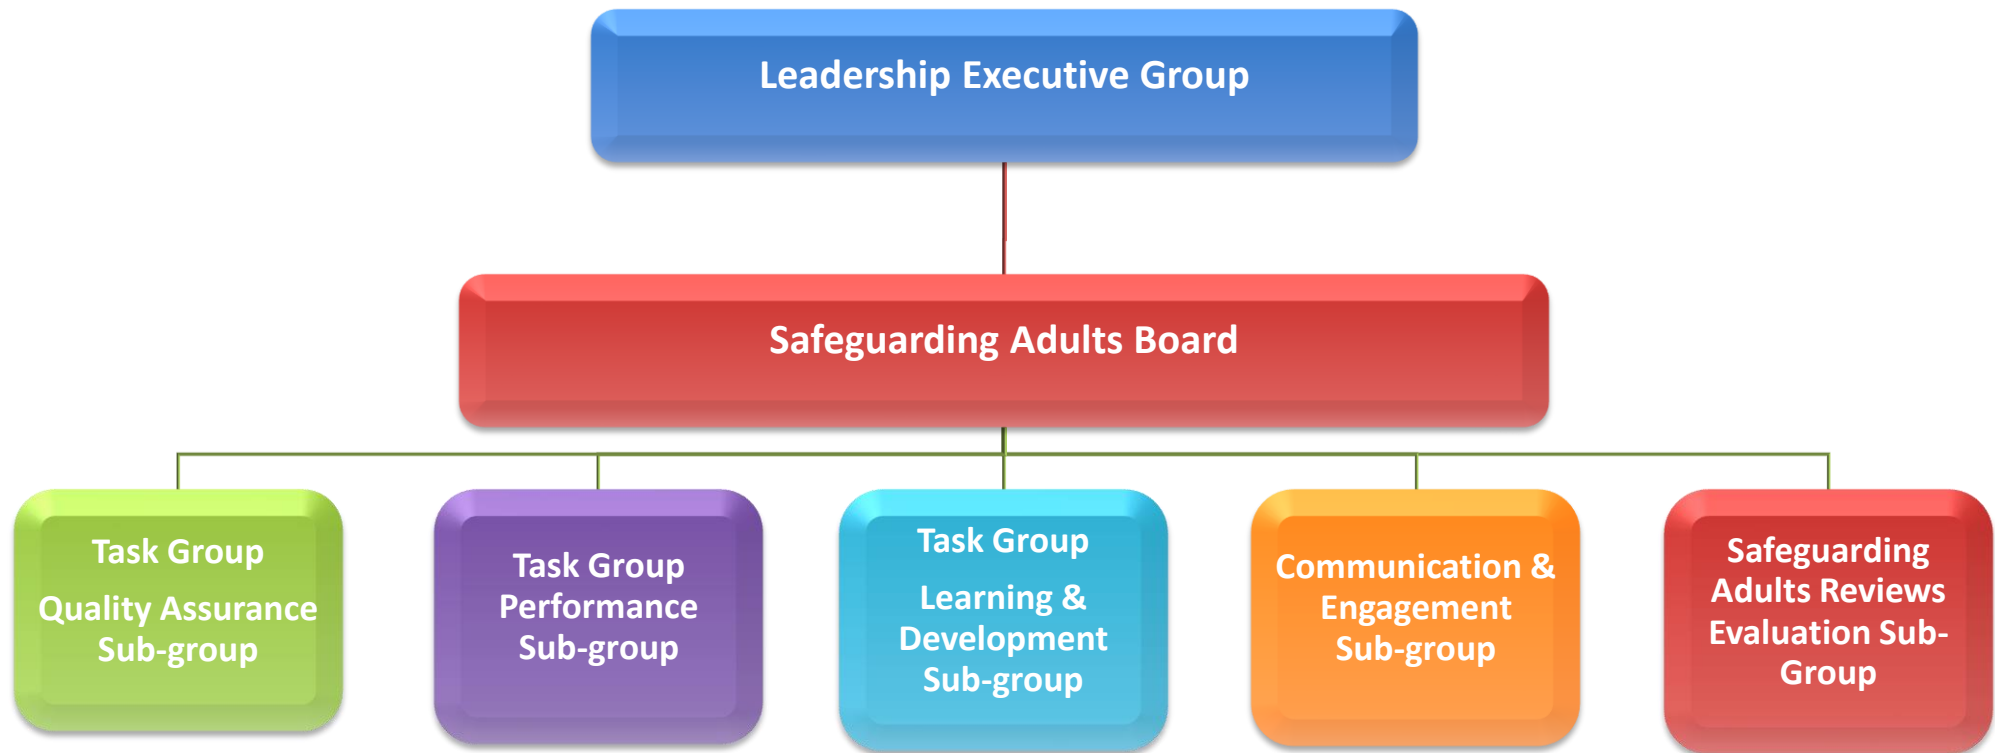 Leadership Executive Group
Safeguarding Adults Board
Task Group
Quality Assurance
Sub-group
Task Group
Performance
Sub-group
Task Group
Learning &
Development
Sub-group
Communication &
Engagement
Sub-group
Safeguarding
Adults Reviews
Evaluation Sub-
Group